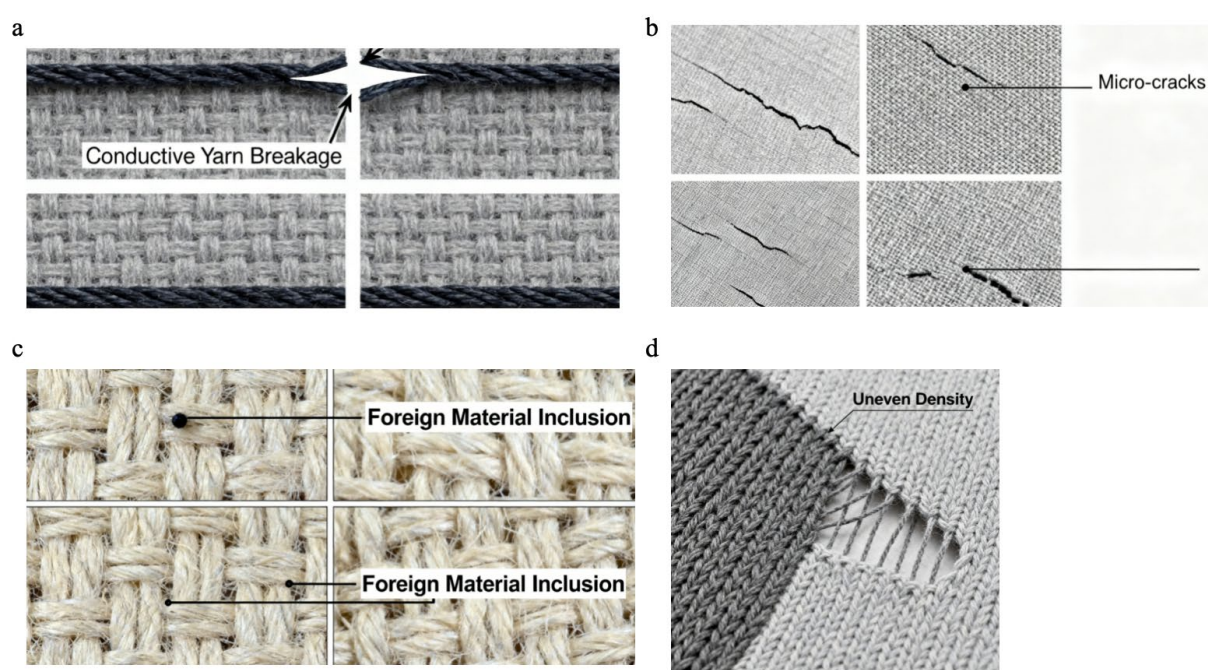 a
b
Conductive Yarn Breakage
Micro-cracks
c
d
Foreign Material Inclusion
Foreign Material Inclusion
Uneven Density